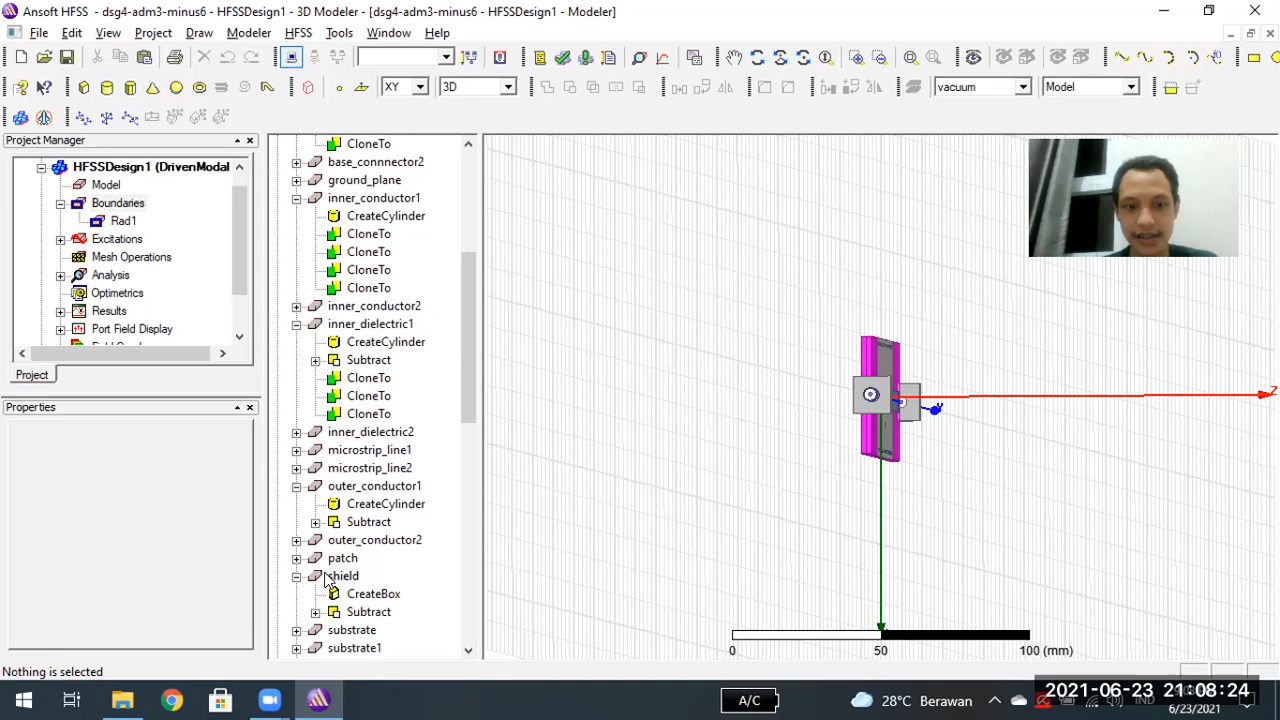 Ansoft HFSS - dsg4-adm3-minus6 - HFSSDesign1 - 3D Modeler - [dsg4-adm3-minus6 - HFSSDesign1 - Modeler]
File Edit View Project Draw Modeler HFSS Tools Window Help
XY 3D vacuum Model
Project Manager
HFSSDesign1 (DrivenModal
Model
Boundaries
Rad1
Excitations
Mesh Operations
Analysis
Optimetrics
Results
Port Field Display
Project
Properties
CloneTo
base_connnector2
ground_plane
inner_conductor1
CreateCylinder
CloneTo
CloneTo
CloneTo
CloneTo
inner_conductor2
inner_dielectric1
CreateCylinder
Subtract
CloneTo
CloneTo
CloneTo
inner_dielectric2
microstrip_line1
microstrip_line2
outer_conductor1
CreateCylinder
Subtract
outer_conductor2
patch
shield
CreateBox
Subtract
substrate
substrate1
Z
0 50 100 (mm)
Nothing is selected
A/C
28°C Berawan
IND
2021-06-23 21:08:24
6/23/2021